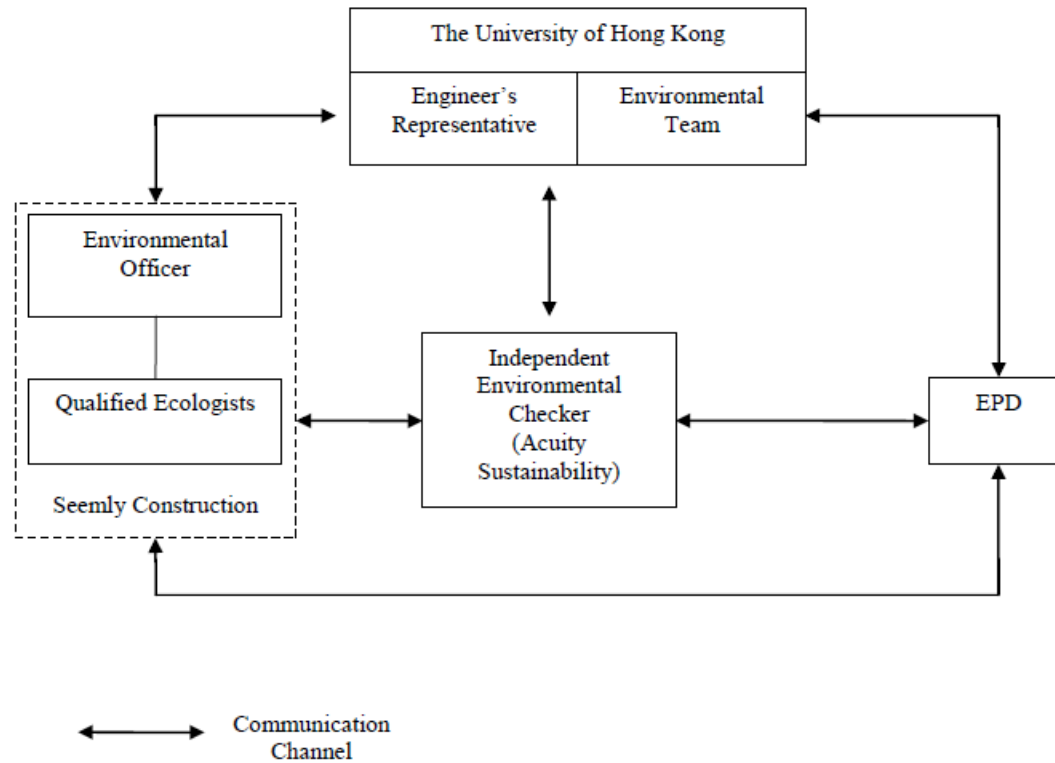 The University of Hong Kong
Engineer’s
Representative
Environmental
Team
Environmental
Officer
Qualified Ecologists
Seemly Construction
Independent
Environmental
Checker
(Acuity
Sustainability)
EPD
Communication
Channel